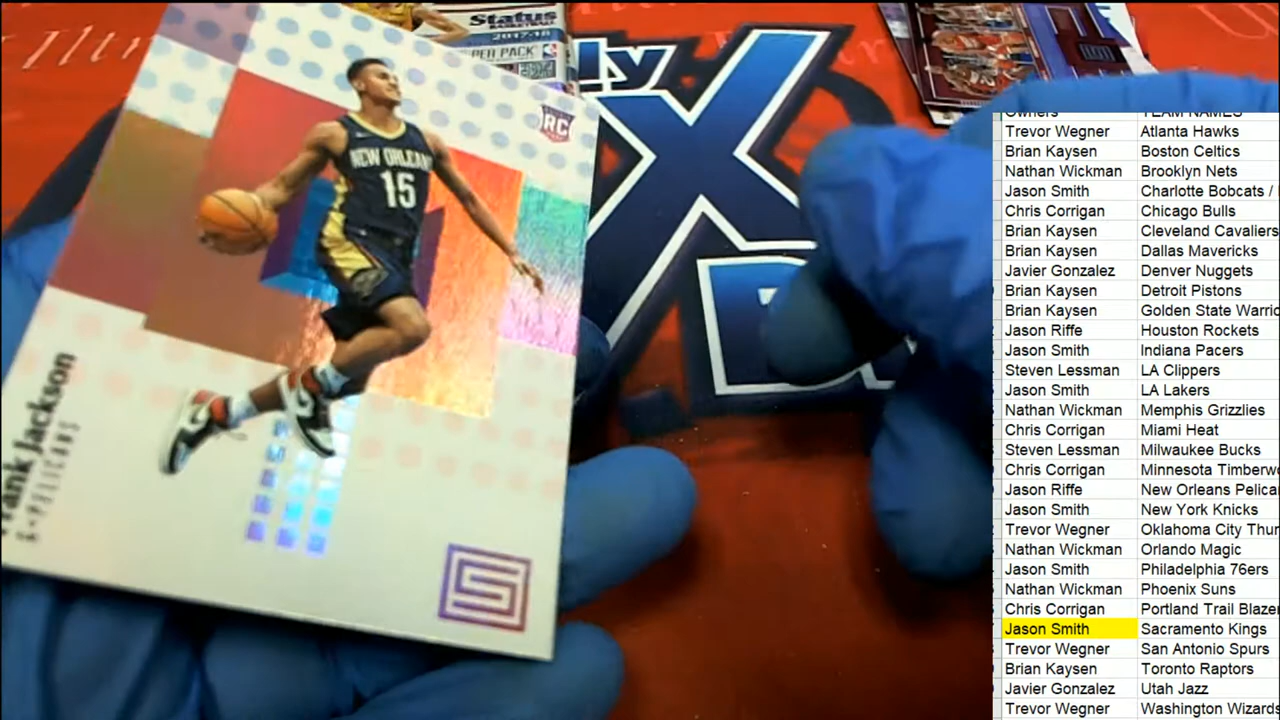 Status
BASKETBALL
2017-18
PER PACK
NBA
ly
X
RC
NEW ORLEAN
15
Frank Jackson
G • PELICANS
S
Owners TEAM NAMES
Trevor Wegner Atlanta Hawks
Brian Kaysen Boston Celtics
Nathan Wickman Brooklyn Nets
Jason Smith Charlotte Bobcats /
Chris Corrigan Chicago Bulls
Brian Kaysen Cleveland Cavaliers
Brian Kaysen Dallas Mavericks
Javier Gonzalez Denver Nuggets
Brian Kaysen Detroit Pistons
Brian Kaysen Golden State Warrio
Jason Riffe Houston Rockets
Jason Smith Indiana Pacers
Steven Lessman LA Clippers
Jason Smith LA Lakers
Nathan Wickman Memphis Grizzlies
Chris Corrigan Miami Heat
Steven Lessman Milwaukee Bucks
Chris Corrigan Minnesota Timberwo
Jason Riffe New Orleans Pelica
Jason Smith New York Knicks
Trevor Wegner Oklahoma City Thun
Nathan Wickman Orlando Magic
Jason Smith Philadelphia 76ers
Nathan Wickman Phoenix Suns
Chris Corrigan Portland Trail Blaze
Jason Smith Sacramento Kings
Trevor Wegner San Antonio Spurs
Brian Kaysen Toronto Raptors
Javier Gonzalez Utah Jazz
Trevor Wegner Washington Wizards